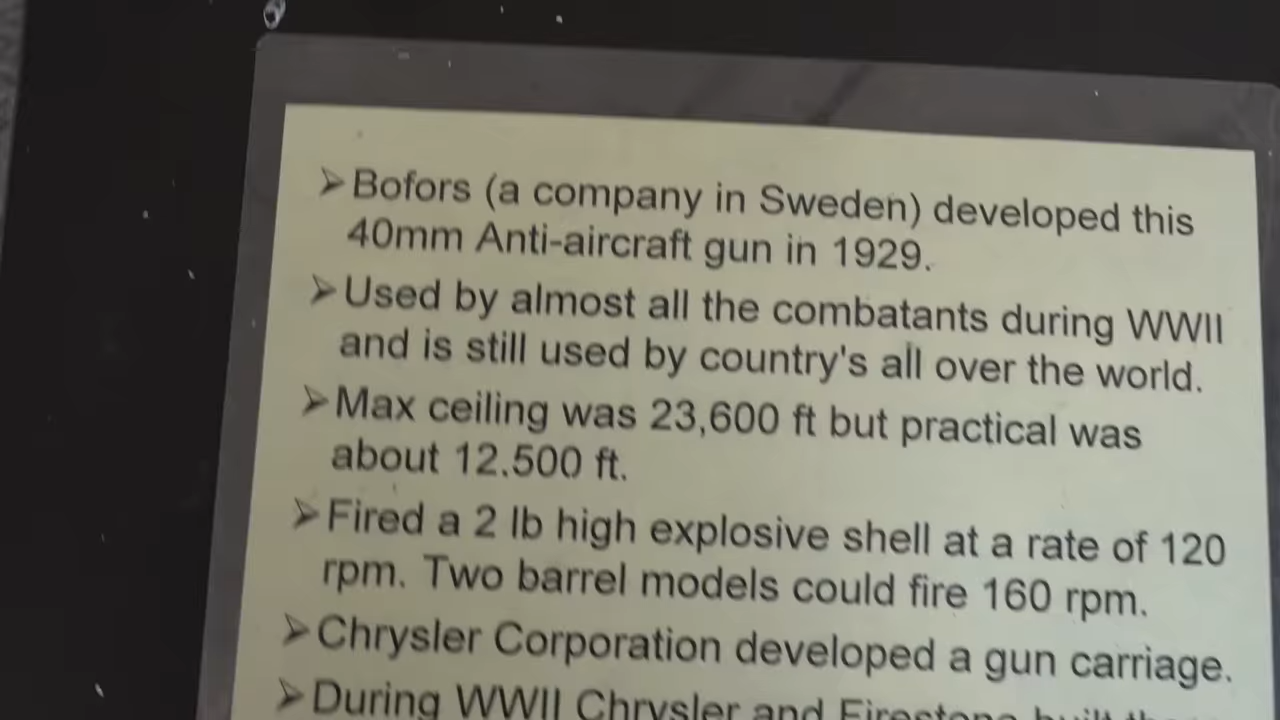 ➢Bofors (a company in Sweden) developed this
40mm Anti-aircraft gun in 1929.
➢Used by almost all the combatants during WWII
and is still used by country's all over the world.
➢Max ceiling was 23,600 ft but practical was
about 12.500 ft.
➢Fired a 2 lb high explosive shell at a rate of 120
rpm. Two barrel models could fire 160 rpm.
➢Chrysler Corporation developed a gun carriage.
➢During WWII Chrysler and Firestone built